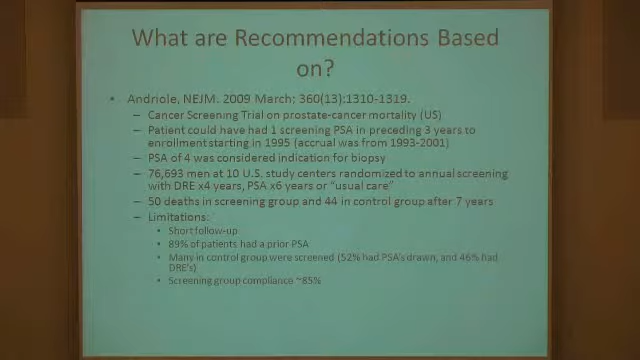 What are Recommendations Based
on?
• Andriole, NEJM. 2009 March; 360(13):1310-1319.
– Cancer Screening Trial on prostate-cancer mortality (US)
– Patient could have had 1 screening PSA in preceding 3 years to
enrollment starting in 1995 (accrual was from 1993-2001)
– PSA of 4 was considered indication for biopsy
– 76,693 men at 10 U.S. study centers randomized to annual screening
with DRE x4 years, PSA x6 years or “usual care”
– 50 deaths in screening group and 44 in control group after 7 years
– Limitations:
• Short follow-up
• 89% of patients had a prior PSA
• Many in control group were screened (52% had PSA's drawn, and 46% had
DRE's)
• Screening group compliance ~85%